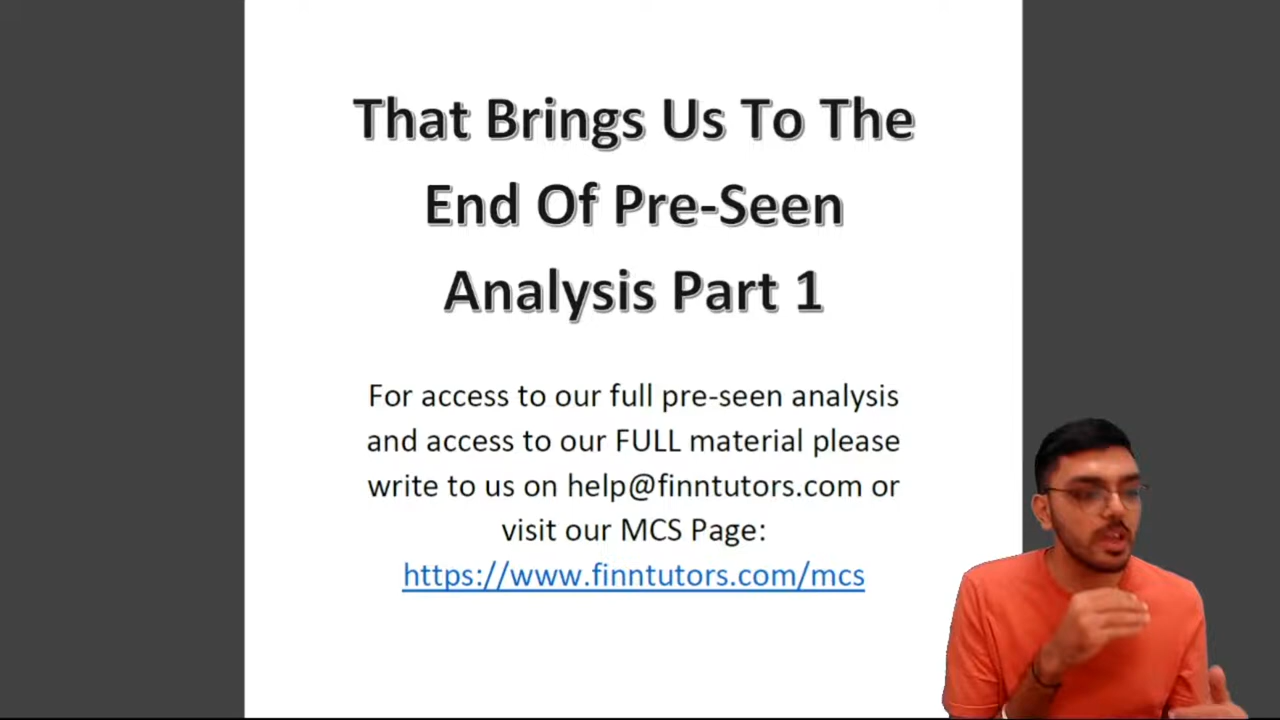 That Brings Us To The
End Of Pre-Seen
Analysis Part 1
For access to our full pre-seen analysis
and access to our FULL material please
write to us on help@finntutors.com or
visit our MCS Page:
https://www.finntutors.com/mcs